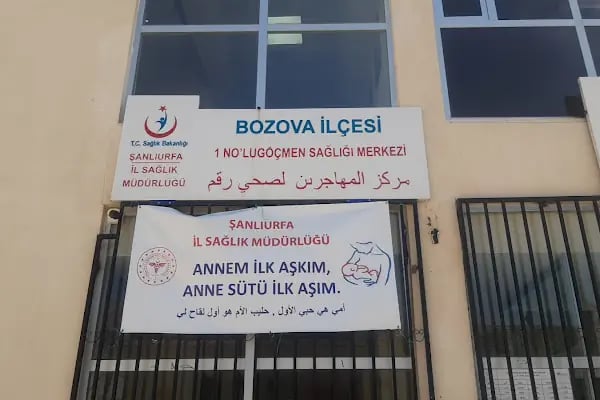 T.C. Sağlık Bakanlığı
ŞANLIURFA
İL SAĞLIK
MÜDÜRLÜĞÜ
BOZOVA İLÇESİ
1 NO'LUGÖÇMEN SAĞLIĞI MERKEZİ
مركز المهاجرين لصحي رقم
ŞANLIURFA
İL SAĞLIK MÜDÜRLÜĞÜ
ANNEM İLK AŞKIM,
ANNE SÜTÜ İLK AŞIM.
أمي هي حبي الأول , حليب الأم هو أول لقاح لي